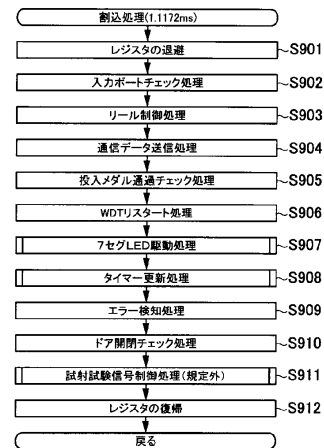 割込処理(1.1172ms)
レジスタの退避 S901
入力ポートチェック処理 S902
リール制御処理 S903
通信データ送信処理 S904
投入メダル通過チェック処理 S905
WDTリスタート処理 S906
7セグLED駆動処理 S907
タイマー更新処理 S908
エラー検知処理 S909
ドア開閉チェック処理 S910
試射試験信号制御処理(規定外) S911
レジスタの復帰 S912
戻る